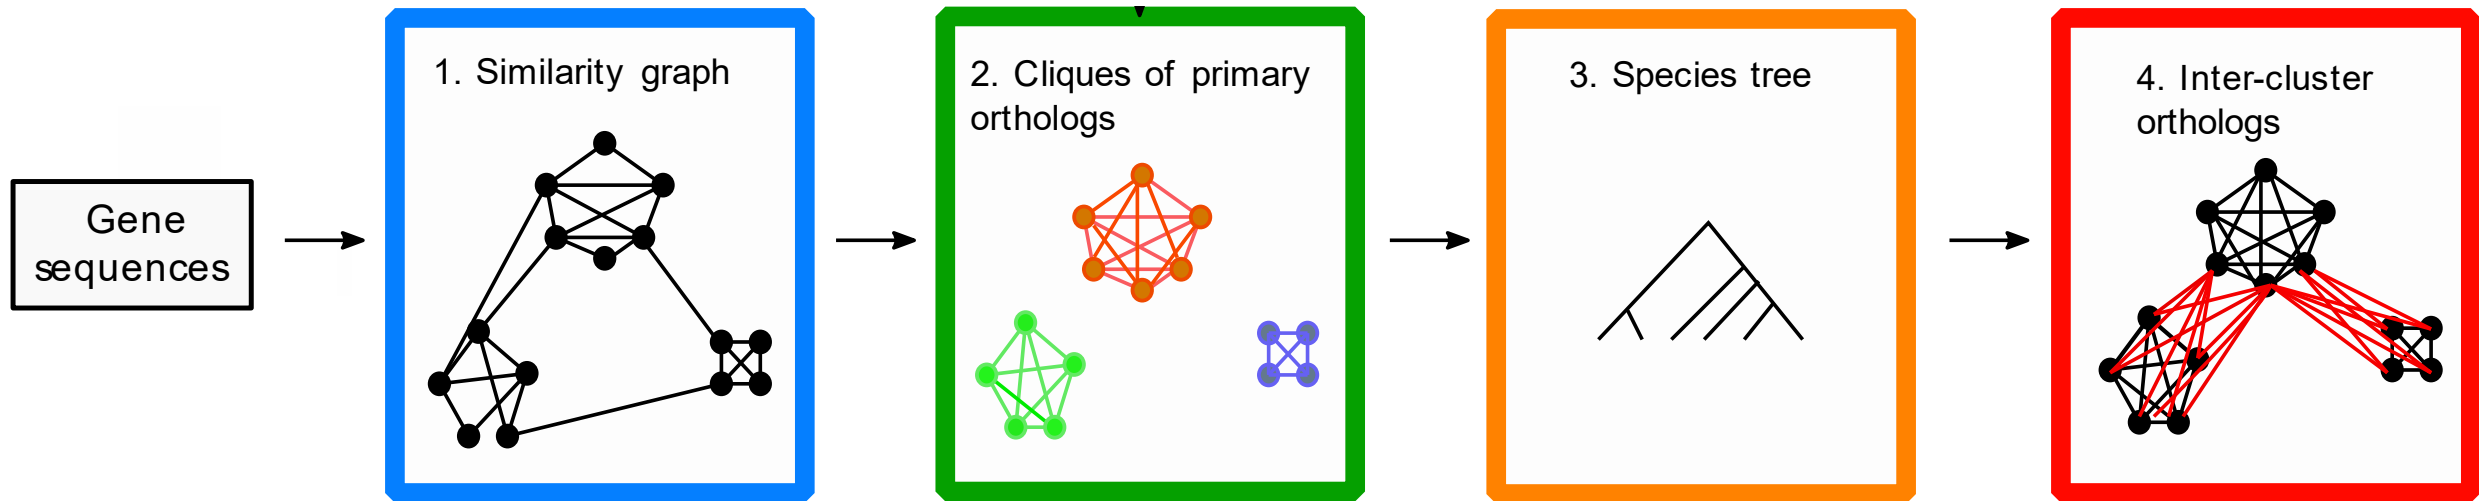 Gene
sequences
1. Similarity graph
2. Cliques of primary
orthologs
3. Species tree
4. Inter-cluster
orthologs